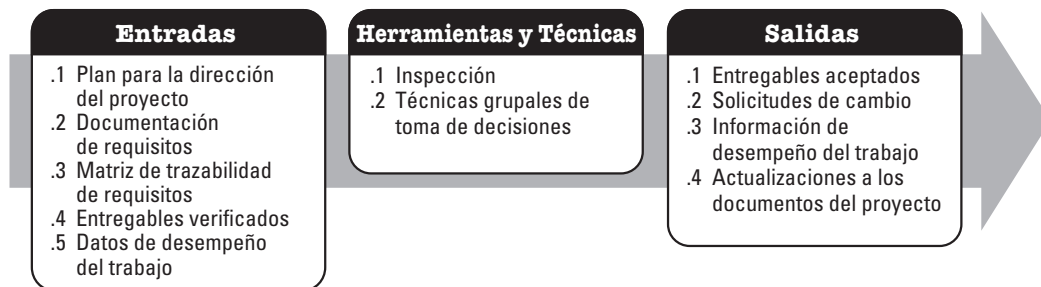 Entradas
.1 Plan para la dirección
del proyecto
.2 Documentación
de requisitos
.3 Matriz de trazabilidad
de requisitos
.4 Entregables verificados
.5 Datos de desempeño
del trabajo
Herramientas y Técnicas
.1 Inspección
.2 Técnicas grupales de
toma de decisiones
Salidas
.1 Entregables aceptados
.2 Solicitudes de cambio
.3 Información de
desempeño del trabajo
.4 Actualizaciones a los
documentos del proyecto